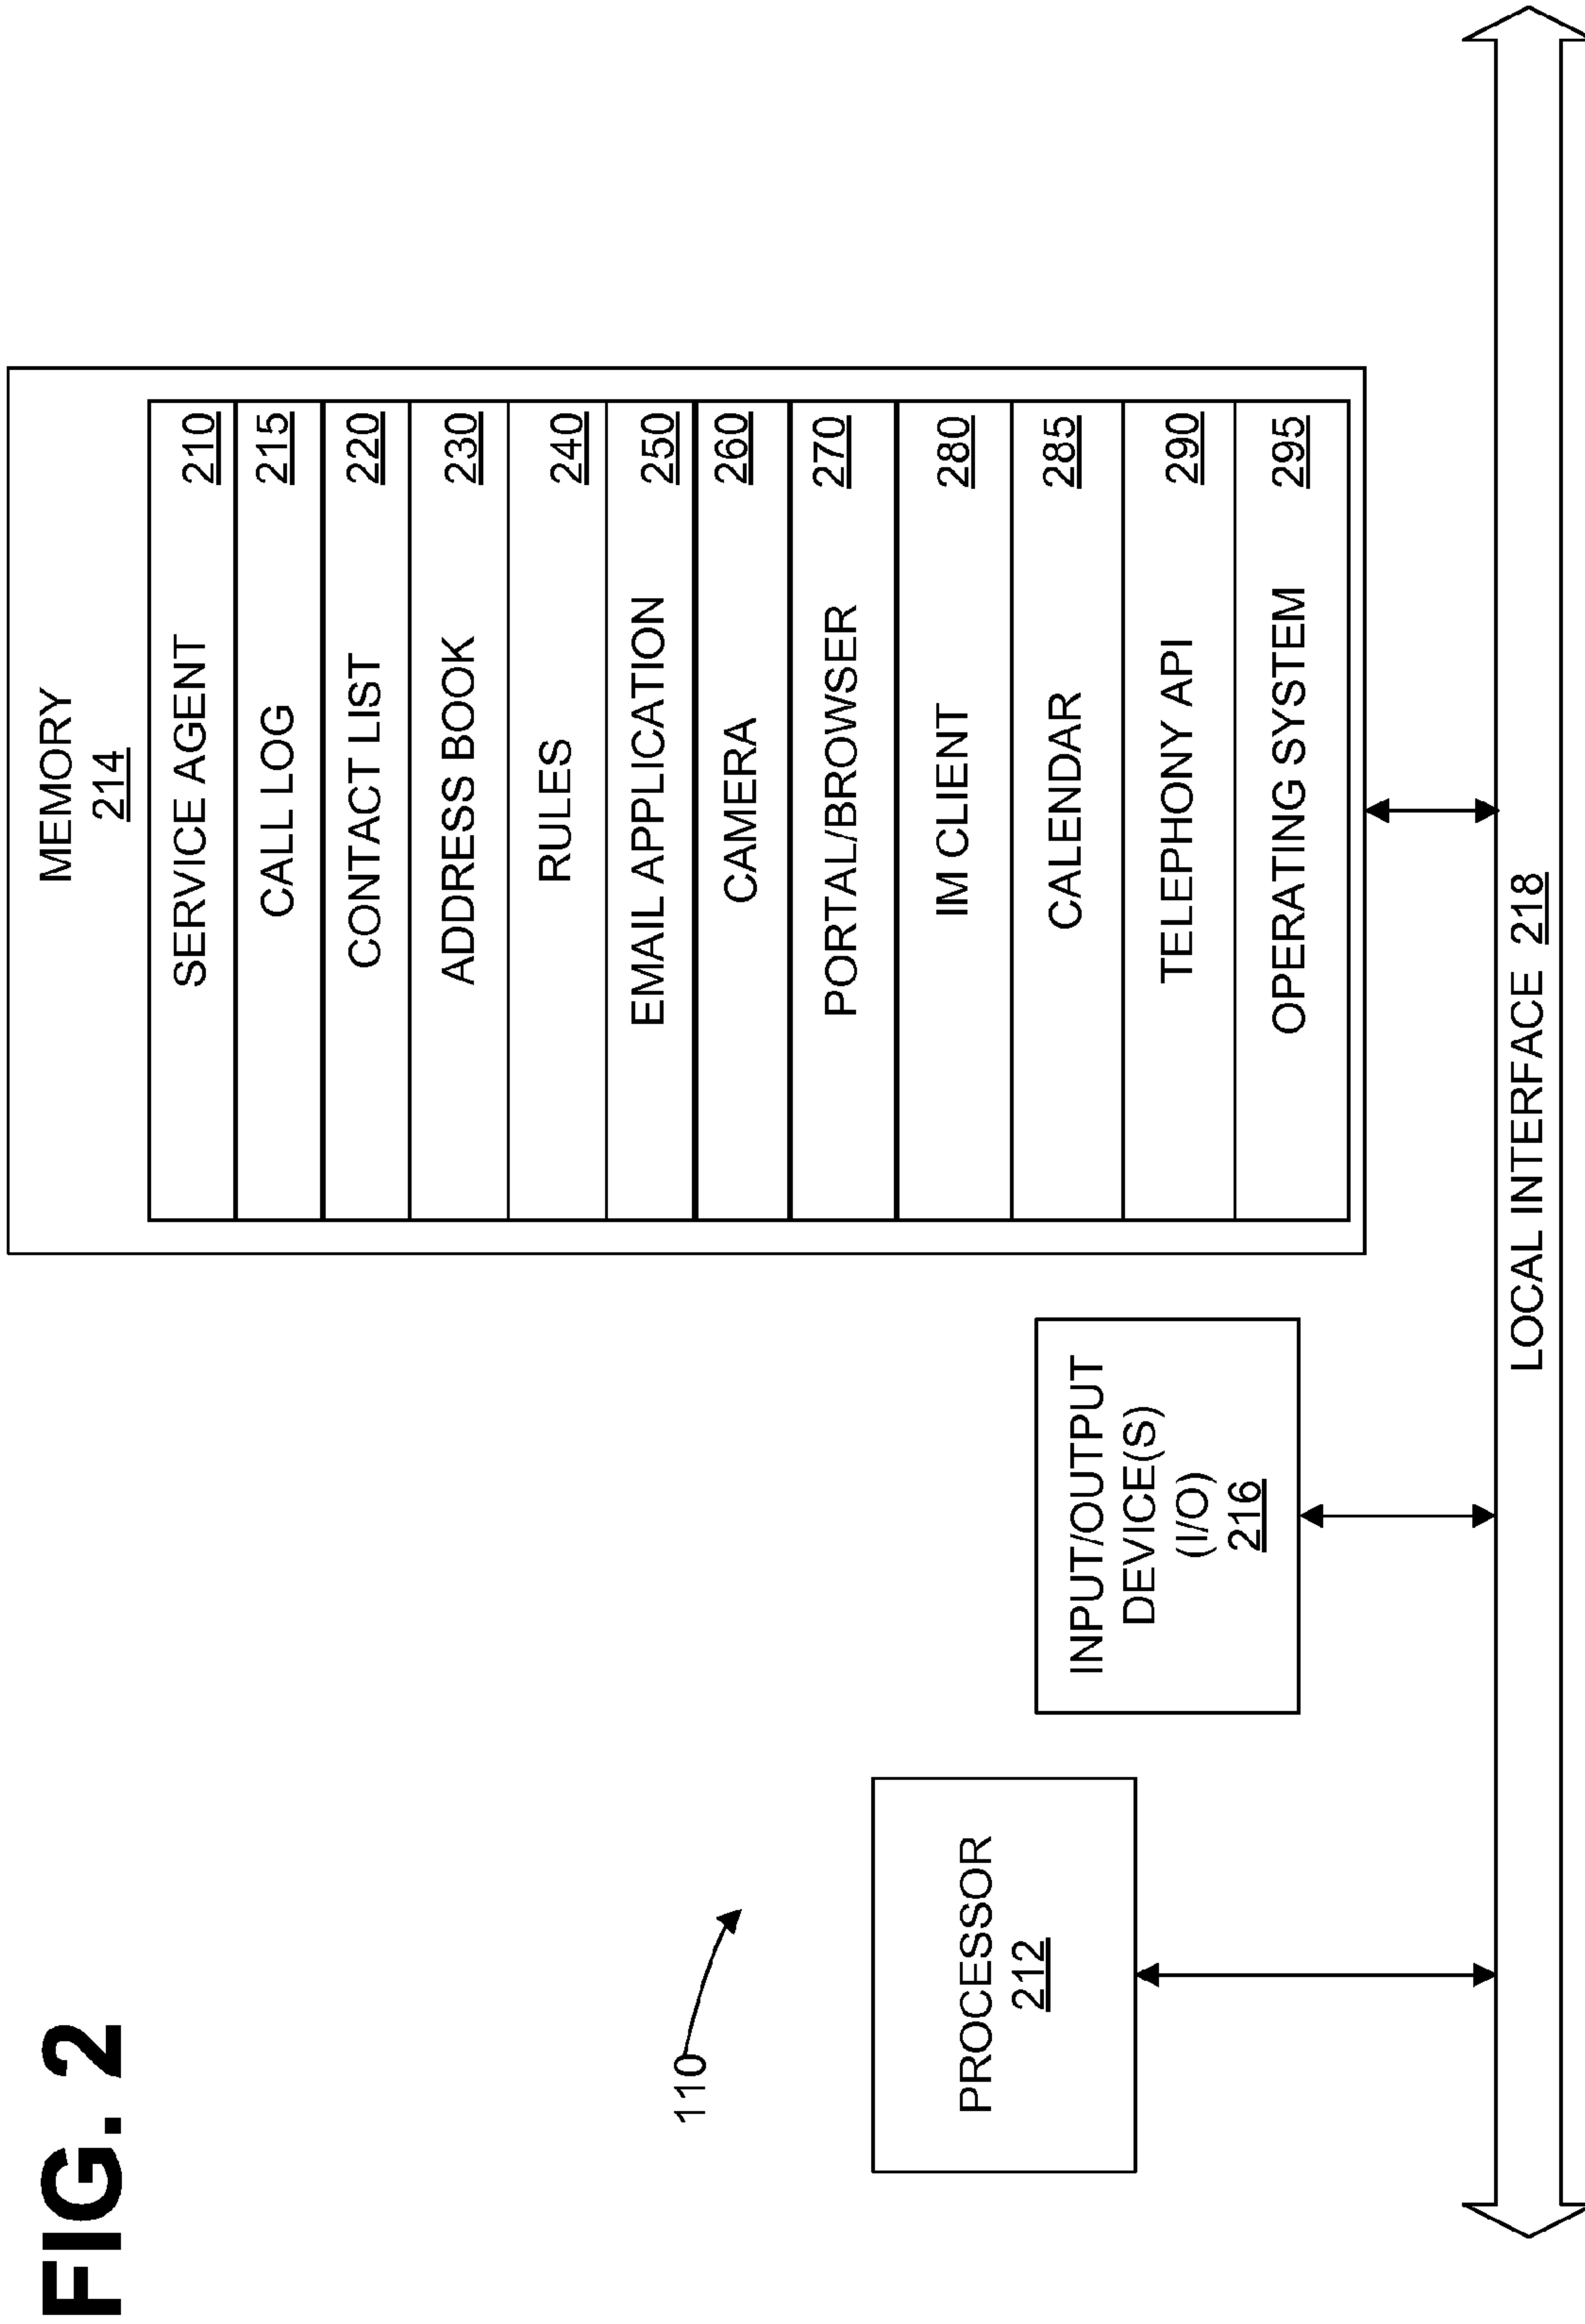 FIG. 2
110
PROCESSOR
212
INPUT/OUTPUT
DEVICE(S)
(I/O)
216
MEMORY
214
SERVICE AGENT 210
CALL LOG 215
CONTACT LIST 220
ADDRESS BOOK 230
RULES 240
EMAIL APPLICATION 250
CAMERA 260
PORTAL/BROWSER 270
IM CLIENT 280
CALENDAR 285
TELEPHONY API 290
OPERATING SYSTEM 295
LOCAL INTERFACE 218